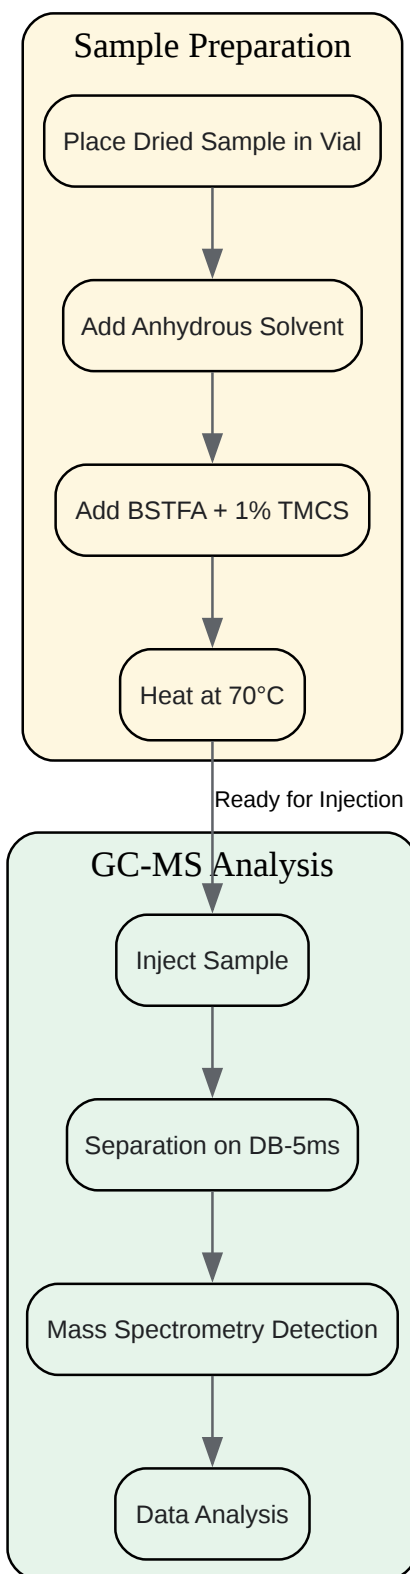 Sample Preparation
Place Dried Sample in Vial
Add Anhydrous Solvent
Add BSTFA + 1% TMCS
Heat at 70°C
Ready for Injection
GC-MS Analysis
Inject Sample
Separation on DB-5ms
Mass Spectrometry Detection
Data Analysis